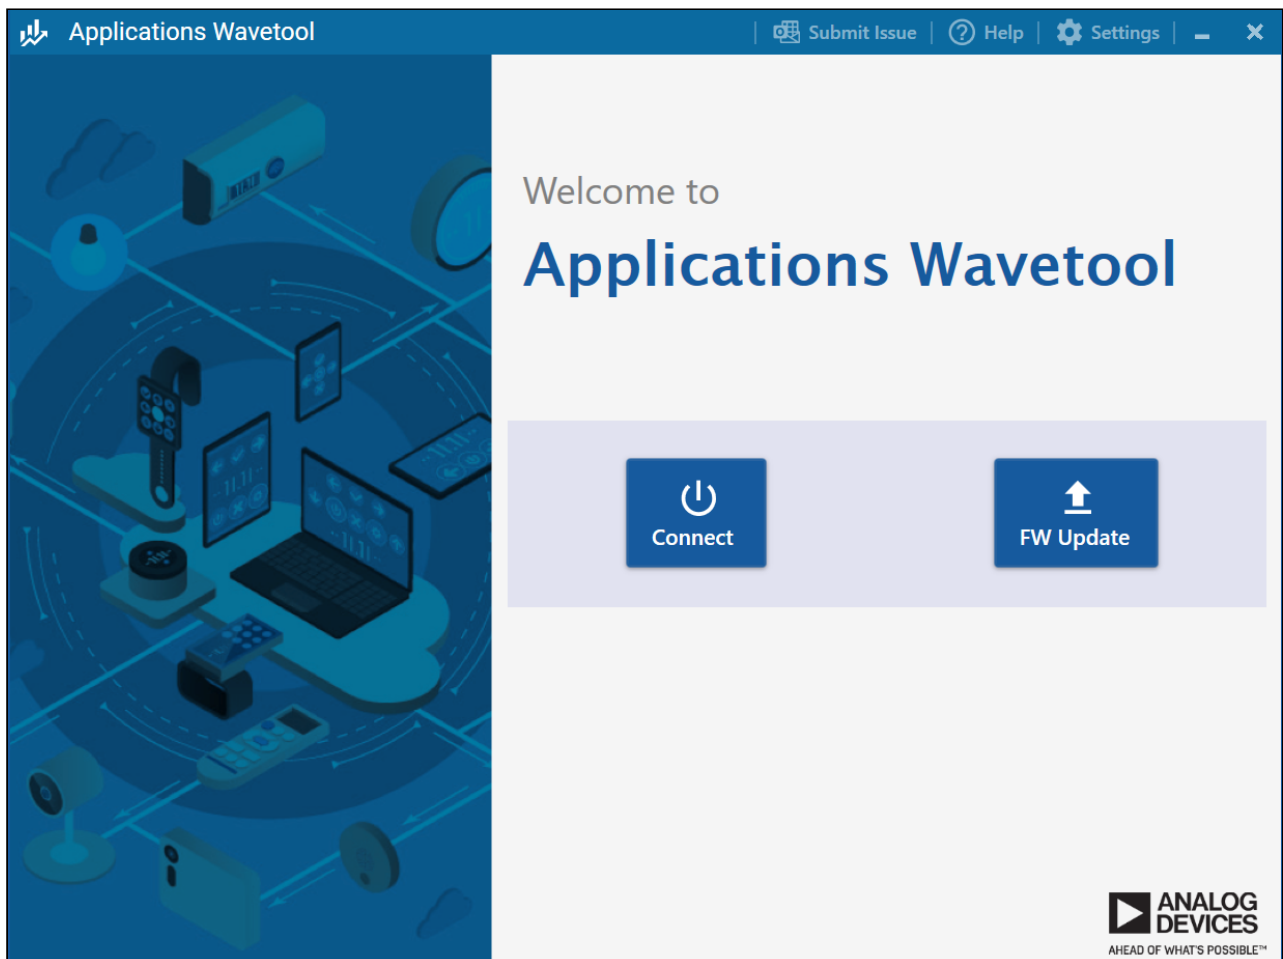 Applications Wavetool
Submit Issue
Help
Settings
Welcome to
Applications Wavetool
Connect
FW Update
ANALOG
DEVICES
AHEAD OF WHAT'S POSSIBLE™